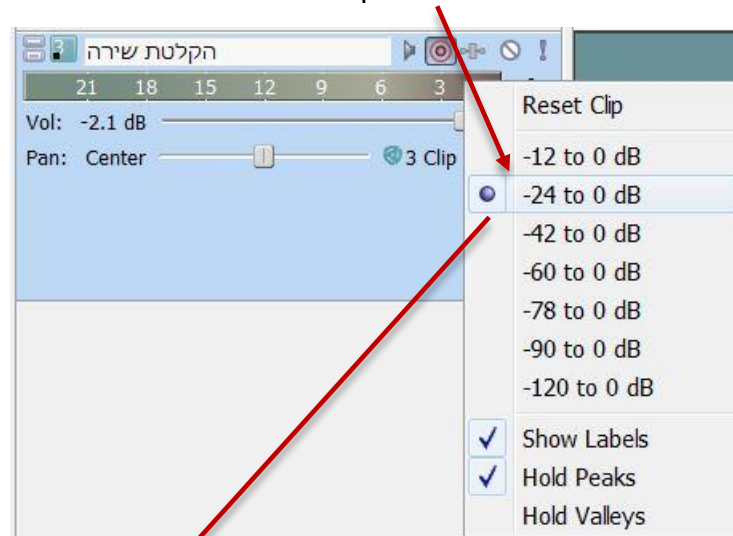 3 הקלטת שירה
21 18 15 12 9 6 3
Vol: -2.1 dB
Pan: Center 3 Clip
Reset Clip
-12 to 0 dB
-24 to 0 dB
-42 to 0 dB
-60 to 0 dB
-78 to 0 dB
-90 to 0 dB
-120 to 0 dB
Show Labels
Hold Peaks
Hold Valleys